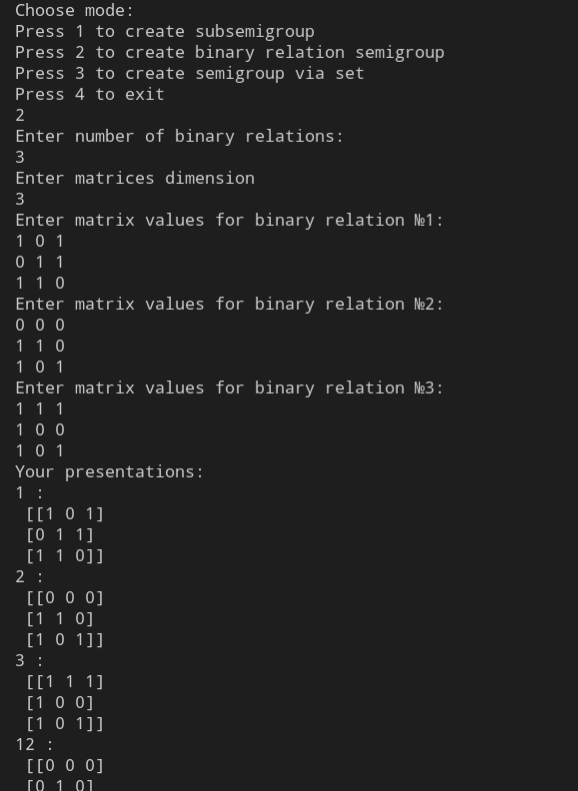 Choose mode:
Press 1 to create subsemigroup
Press 2 to create binary relation semigroup
Press 3 to create semigroup via set
Press 4 to exit
2
Enter number of binary relations:
3
Enter matrices dimension
3
Enter matrix values for binary relation №1:
1 0 1
0 1 1
1 1 0
Enter matrix values for binary relation №2:
0 0 0
1 1 0
1 0 1
Enter matrix values for binary relation №3:
1 1 1
1 0 0
1 0 1
Your presentations:
1 :
[[1 0 1]
[0 1 1]
[1 1 0]]
2 :
[[0 0 0]
[1 1 0]
[1 0 1]]
3 :
[[1 1 1]
[1 0 0]
[1 0 1]]
12 :
[[0 0 0]
[0 1 0]